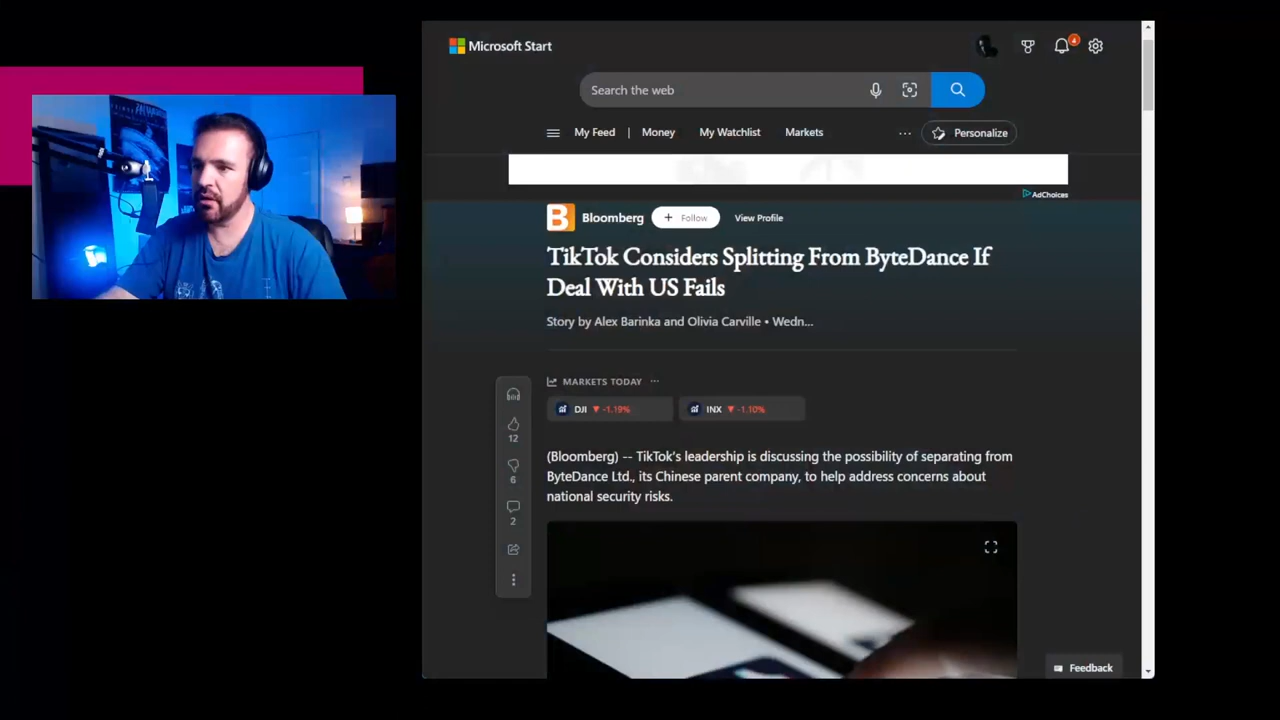 Microsoft Start
4
Search the web
My Feed | Money My Watchlist Markets ... Personalize
AdChoices
B Bloomberg + Follow View Profile
TikTok Considers Splitting From ByteDance If
Deal With US Fails
Story by Alex Barinka and Olivia Carville • Wedn...
MARKETS TODAY ...
DJI ▼ -1.19% INX ▼ -1.10%
12
6
2
(Bloomberg) -- TikTok's leadership is discussing the possibility of separating from
ByteDance Ltd., its Chinese parent company, to help address concerns about
national security risks.
Feedback